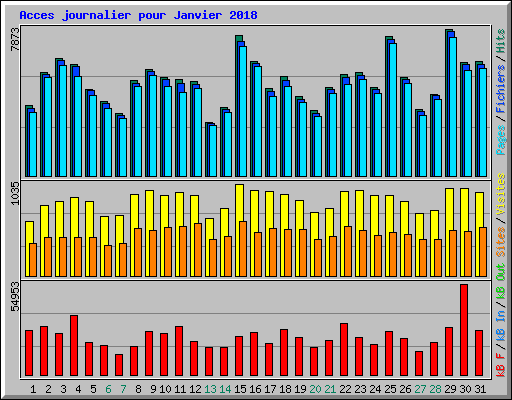 Acces journalier pour Janvier 2018
7873
1035
54953
Pages / Fichiers / Hits
Sites / Visites
kB F / kB In / kB Out
1 2 3 4 5 6 7 8 9 10 11 12 13 14 15 16 17 18 19 20 21 22 23 24 25 26 27 28 29 30 31